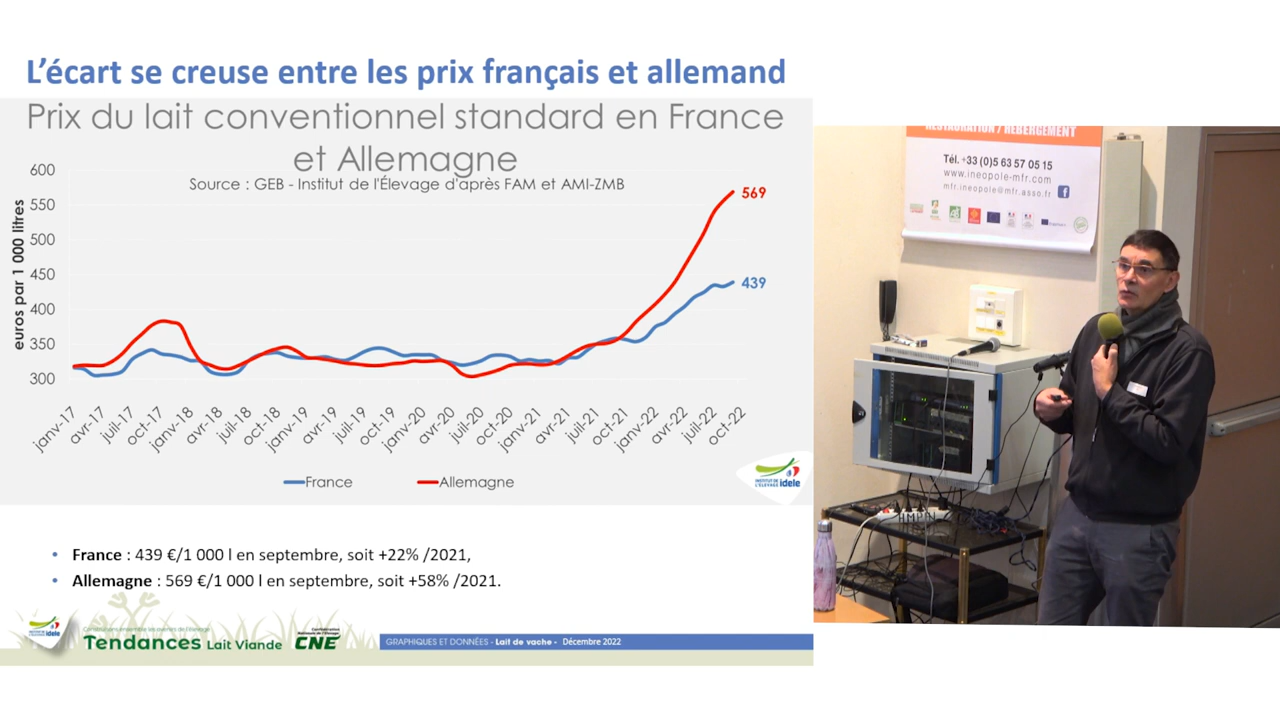 L'écart se creuse entre les prix français et allemand
Prix du lait conventionnel standard en France
et Allemagne
Source : GEB - Institut de l'Élevage d'après FAM et AMI-ZMB
euros par 1 000 litres
600
550
500
450
400
350
300
569
439
janv-17
avr-17
juil-17
oct-17
janv-18
avr-18
juil-18
oct-18
janv-19
avr-19
juil-19
oct-19
janv-20
avr-20
juil-20
oct-20
janv-21
avr-21
juil-21
oct-21
janv-22
avr-22
juil-22
oct-22
France
Allemagne
INSTITUT DE
L'ÉLEVAGE idele
• France : 439 €/1 000 l en septembre, soit +22% /2021,
• Allemagne : 569 €/1 000 l en septembre, soit +58% /2021.
idele
Tendances Lait Viande
CNE
GRAPHIQUES ET DONNÉES - Lait de vache - Décembre 2022
RESTAURATION / HÉBERGEMENT
Tél. +33 (0)5 63 57 05 15
www.ineopole-mfr.com
mfr.ineopole@mfr.asso.fr